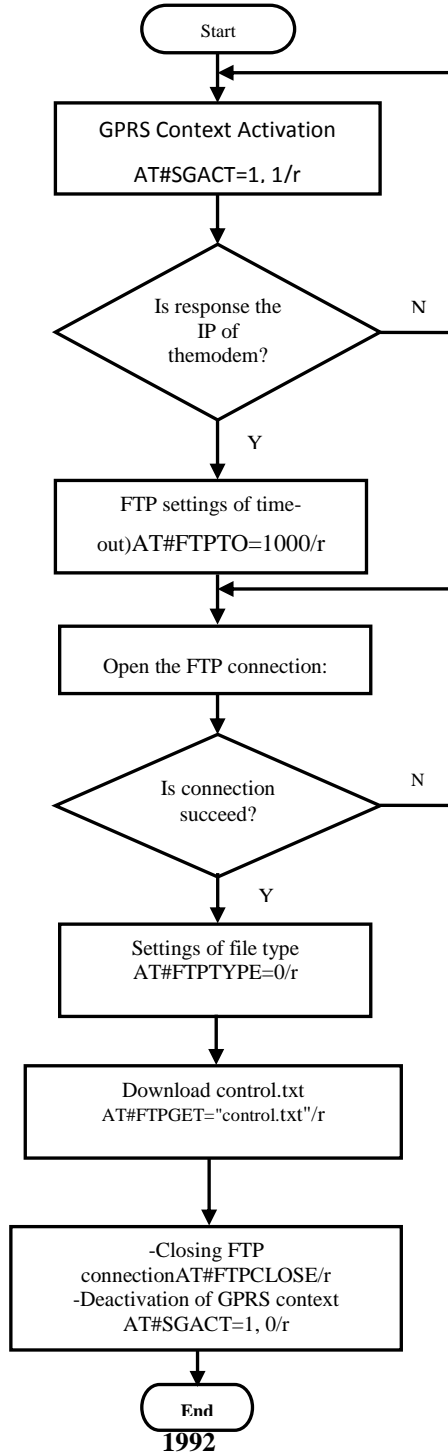 Start
GPRS Context Activation
AT#SGACT=1, 1/r
Is response the
IP of
themodem?
N
Y
FTP settings of time-
out)AT#FTPTO=1000/r
Open the FTP connection:
Is connection
succeed?
N
Y
Settings of file type
AT#FTPTYPE=0/r
Download control.txt
AT#FTPGET="control.txt"/r
-Closing FTP
connectionAT#FTPCLOSE/r
-Deactivation of GPRS context
AT#SGACT=1, 0/r
End
1992